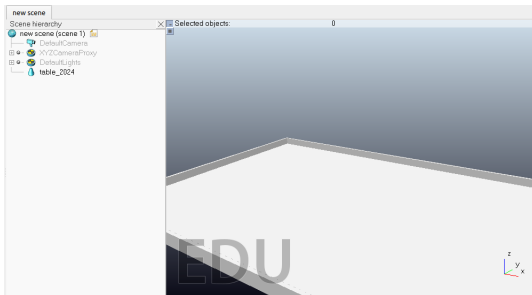 new scene
Scene hierarchy
Selected objects: 0
new scene (scene 1)
DefaultCamera
XYZCameraProxy
DefaultLights
table_2024
EDU
z
y
x